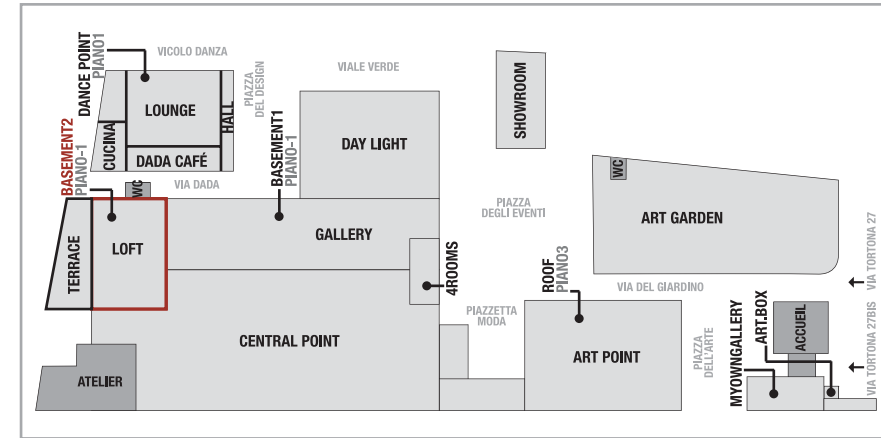 DANCE POINT
PIANO1
VICOLO DANZA
PIAZZA
DEL DESIGN
VIALE VERDE
LOUNGE
HALL
CUCINA
DADA CAFÉ
SHOWROOM
DAY LIGHT
BASEMENT2
PIANO-1
WC
VIA DADA
BASEMENT1
PIANO-1
WC
TERRACE
LOFT
GALLERY
PIAZZA
DEGLI EVENTI
ART GARDEN
VIA TORTONA 27
4ROOMS
ROOF
PIANO3
VIA DEL GIARDINO
PIAZZETTA
MODA
CENTRAL POINT
ART POINT
PIAZZA
DELL'ARTE
MYOWNGALLERY
ART.BOX
ACCUEIL
VIA TORTONA 27BIS
ATELIER